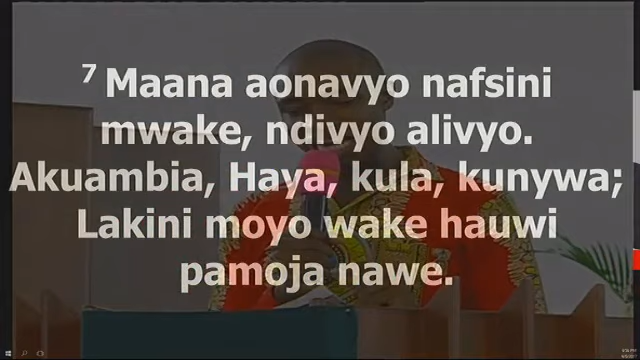 7 Maana aonavyo nafsini
mwake, ndivyo alivyo.
Akuambia, Haya, kula, kunywa;
Lakini moyo wake hauwi
pamoja nawe.